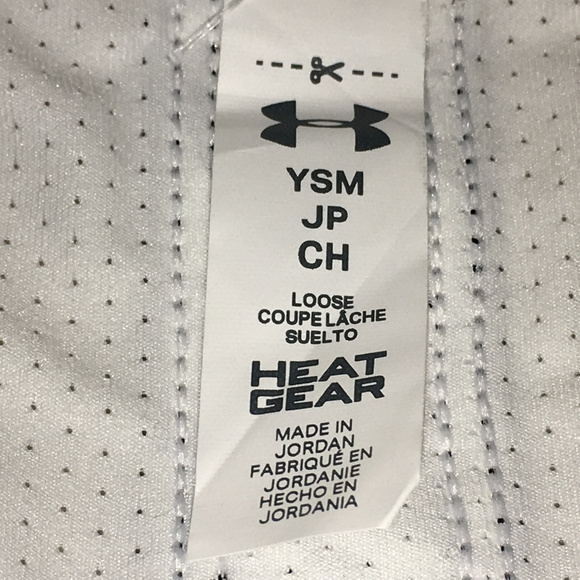 YSM
JP
CH
LOOSE
COUPE LÂCHE
SUELTO
HEAT
GEAR
MADE IN
JORDAN
FABRIQUÉ EN
JORDANIE
HECHO EN
JORDANIA